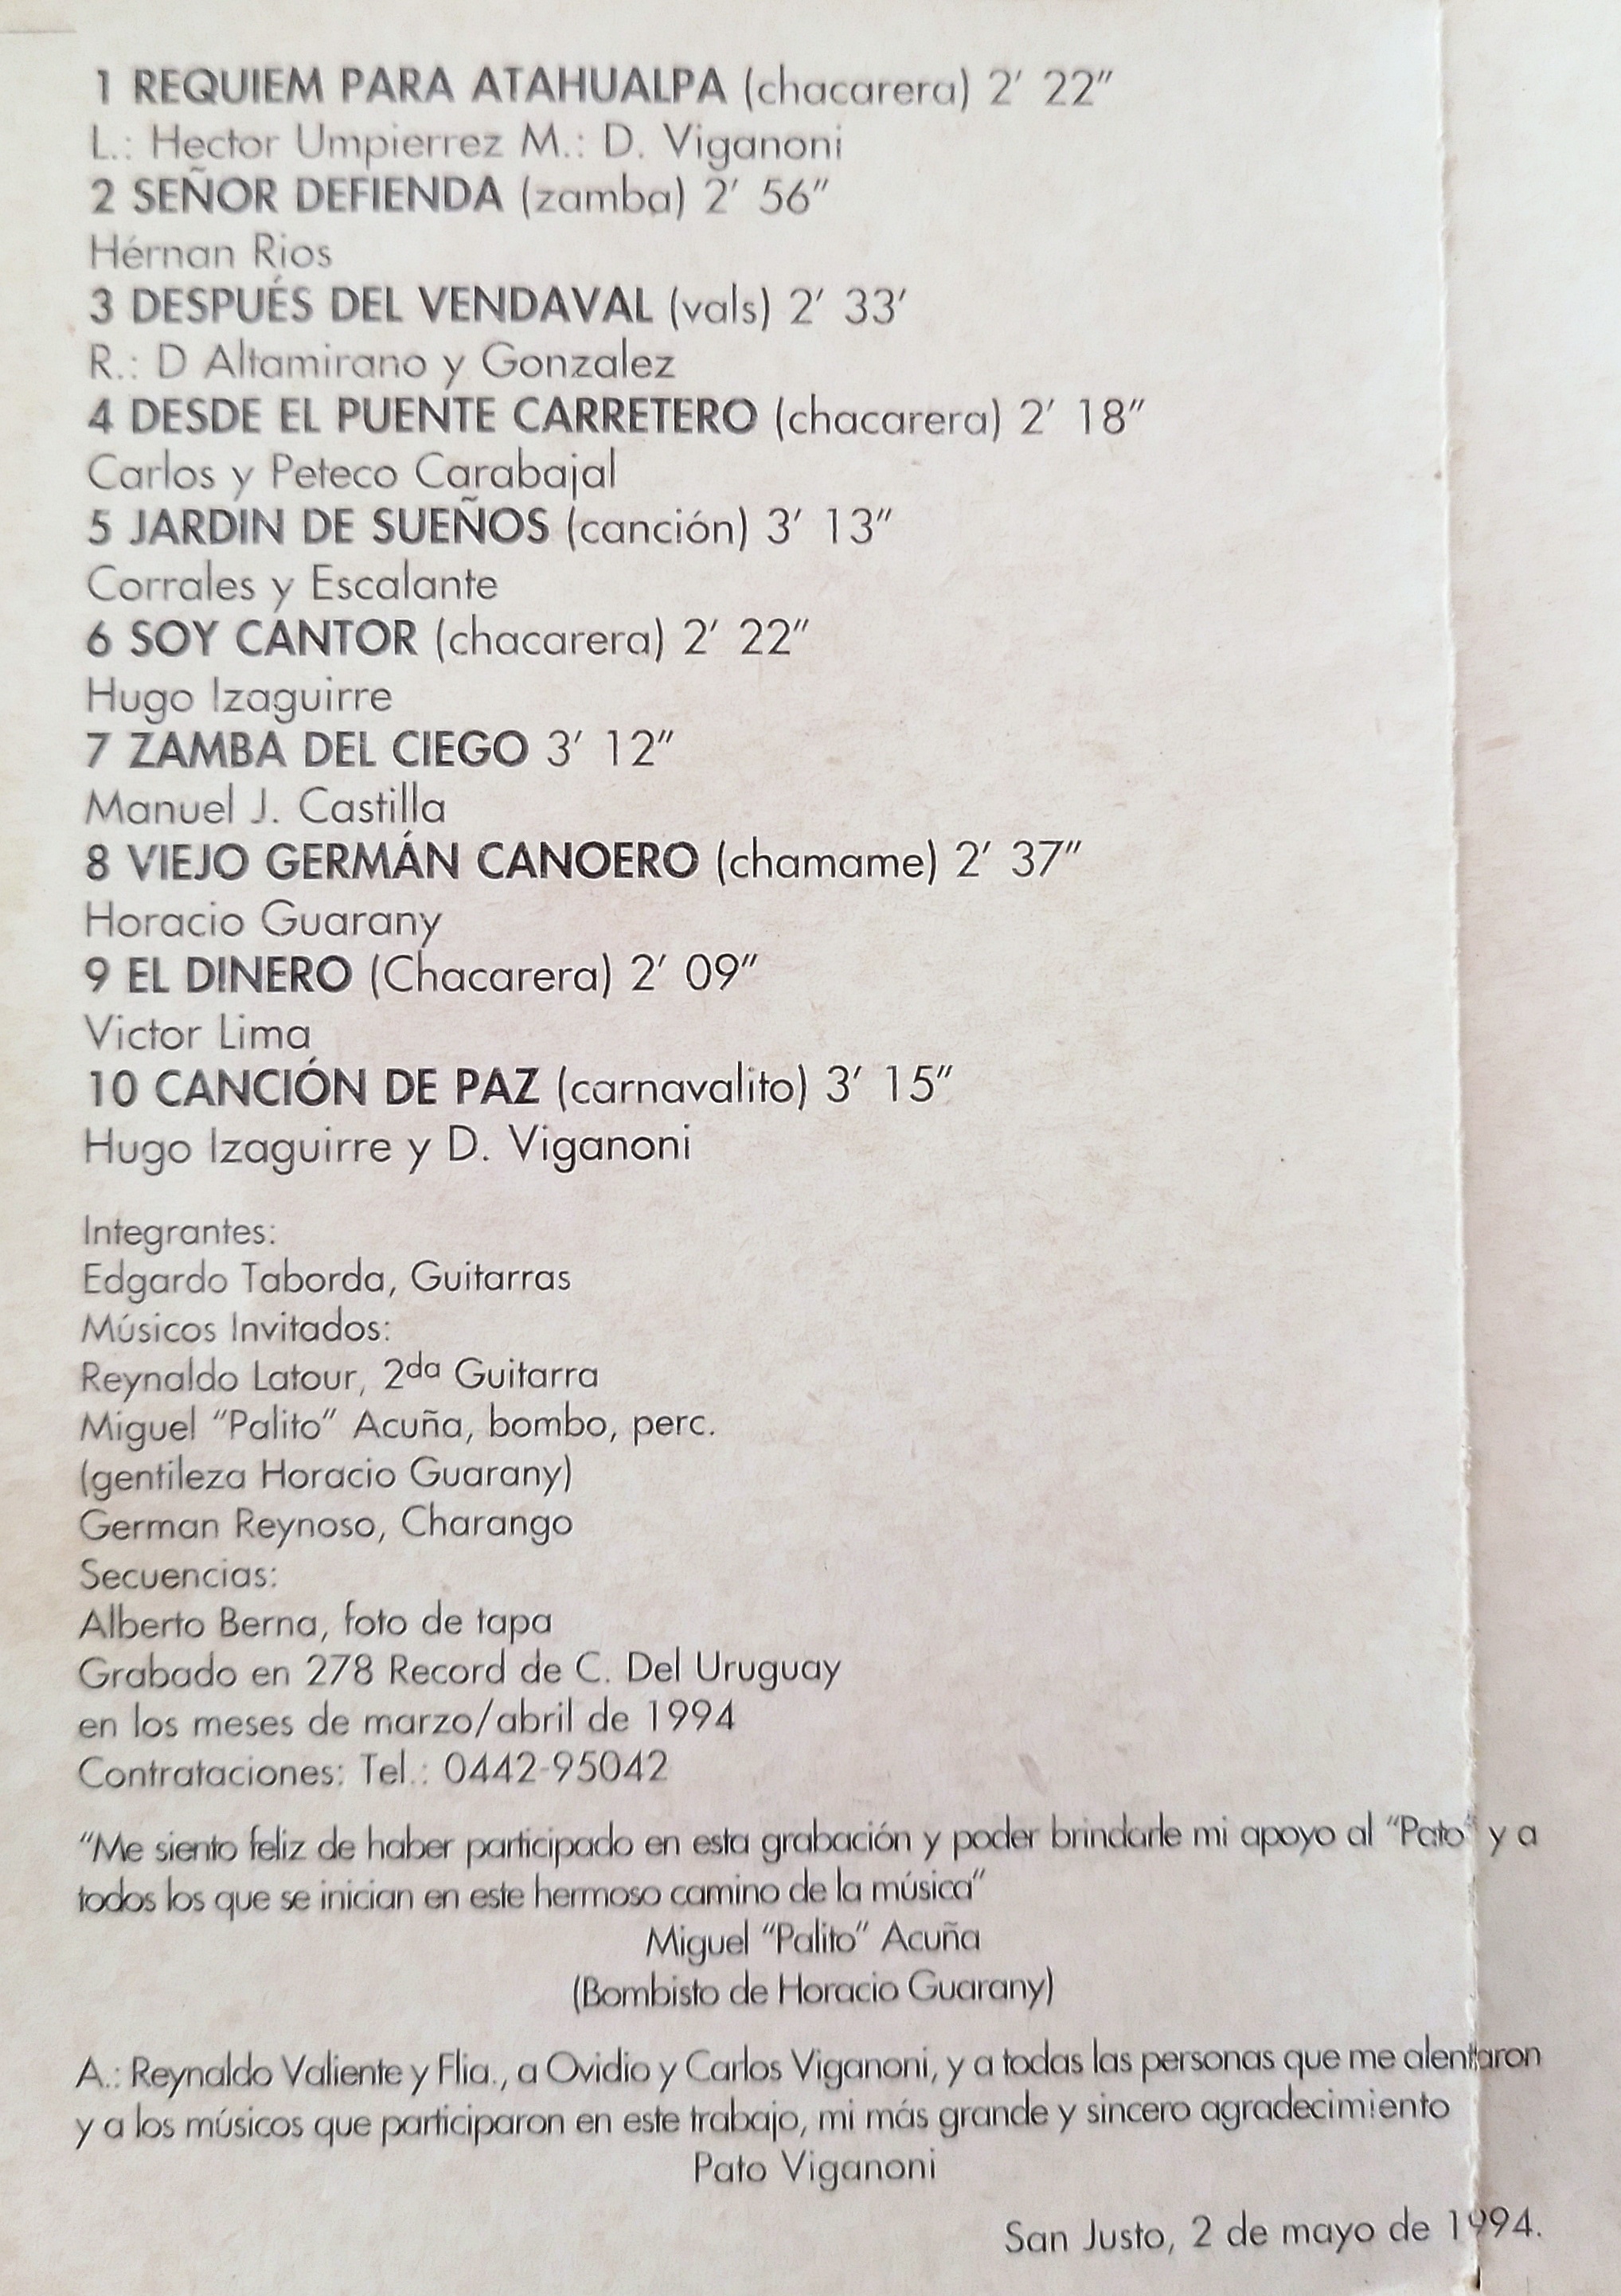 1 REQUIEM PARA ATAHUALPA (chacarera) 2' 22"
L.: Hector Umpierrez M.: D. Viganoni
2 SEÑOR DEFIENDA (zamba) 2' 56"
Hérnan Rios
3 DESPUÉS DEL VENDAVAL (vals) 2' 33'
R.: D Altamirano y Gonzalez
4 DESDE EL PUENTE CARRETERO (chacarera) 2' 18"
Carlos y Peteco Carabajal
5 JARDIN DE SUEÑOS (canción) 3' 13"
Corrales y Escalante
6 SOY CANTOR (chacarera) 2' 22"
Hugo Izaguirre
7 ZAMBA DEL CIEGO 3' 12"
Manuel J. Castilla
8 VIEJO GERMÁN CANOERO (chamame) 2' 37"
Horacio Guarany
9 EL DINERO (Chacarera) 2' 09"
Victor Lima
10 CANCIÓN DE PAZ (carnavalito) 3' 15"
Hugo Izaguirre y D. Viganoni
Integrantes:
Edgardo Taborda, Guitarras
Músicos Invitados:
Reynaldo Latour, 2da Guitarra
Miguel "Palito" Acuña, bombo, perc.
(gentileza Horacio Guarany)
German Reynoso, Charango
Secuencias:
Alberto Berna, foto de tapa
Grabado en 278 Record de C. Del Uruguay
en los meses de marzo/abril de 1994
Contrataciones: Tel.: 0442-95042
"Me siento feliz de haber participado en esta grabación y poder brindarle mi apoyo al "Pato" y a
todos los que se inician en este hermoso camino de la música"
Miguel "Palito" Acuña
(Bombisto de Horacio Guarany)
A.: Reynaldo Valiente y Flia., a Ovidio y Carlos Viganoni, y a todas las personas que me alentaron
y a los músicos que participaron en este trabajo, mi más grande y sincero agradecimiento
Pato Viganoni
San Justo, 2 de mayo de 1994.